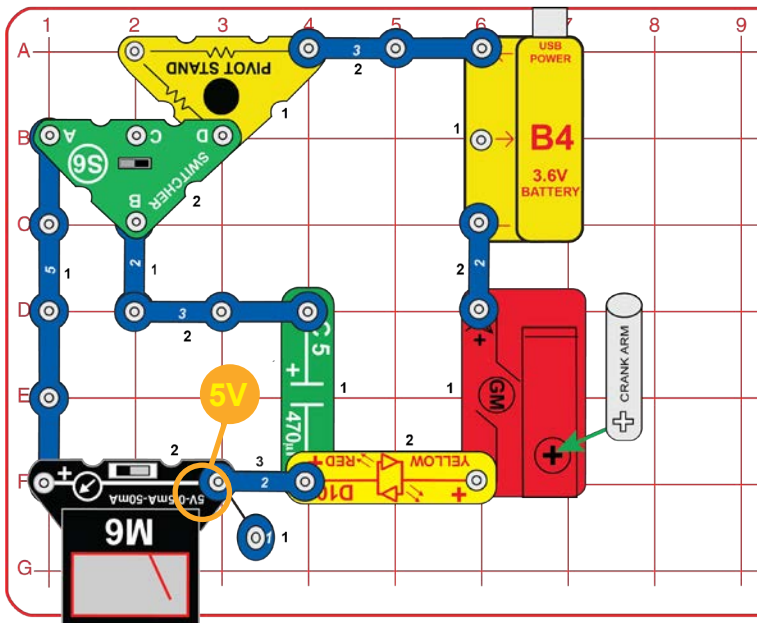 1 2 3 4 5 6 7 8 9
A
B
C
D
E
F
G
PIVOT STAND
1
3
2
USB
POWER
1
B4
3.6V
BATTERY
A C D
S6
SWITCHER
B
2
5
1
2
1
3
2
2
2
C5
+
470μ
1
+
GM
1
+
CRANK ARM
5V
2
+
5V-0.5mA-50mA
M6
3
2
1
2
+ RED YELLOW
D10 +